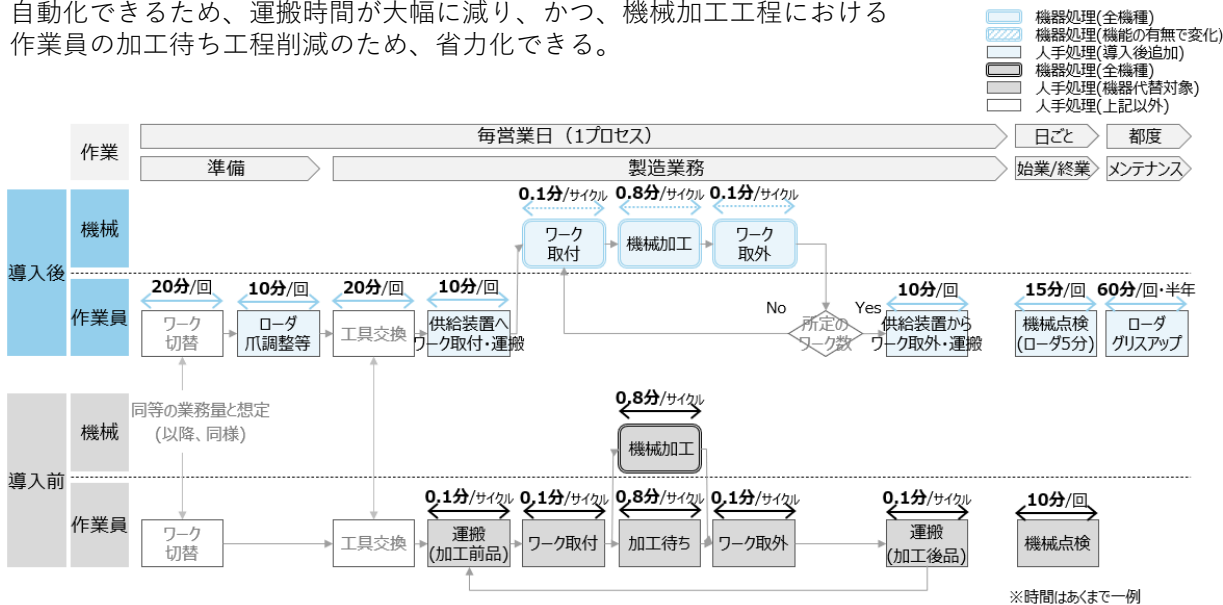 自動化できるため、運搬時間が大幅に減り、かつ、機械加工工程における
作業員の加工待ち工程削減のため、省力化できる。
機器処理(全機種)
機器処理(機能の有無で変化)
人手処理(導入後追加)
機器処理(全機種)
人手処理(機器代替対象)
人手処理(上記以外)
作業
毎営業日（1プロセス）
日ごと
都度
準備
製造業務
始業/終業
メンテナンス
導入後
機械
0.1分/サイクル
0.8分/サイクル
0.1分/サイクル
ワーク
取付
機械加工
ワーク
取外
作業員
20分/回
10分/回
20分/回
10分/回
No
Yes
10分/回
15分/回
60分/回・半年
ワーク
切替
ローダ
爪調整等
工具交換
供給装置へ
ワーク取付・運搬
所定の
ワーク数
供給装置から
ワーク取外・運搬
機械点検
(ローダ5分)
ローダ
グリスアップ
同等の業務量と想定
(以降、同様)
導入前
機械
0.8分/サイクル
機械加工
作業員
0.1分/サイクル
0.1分/サイクル
0.8分/サイクル
0.1分/サイクル
0.1分/サイクル
10分/回
ワーク
切替
工具交換
運搬
(加工前品)
ワーク取付
加工待ち
ワーク取外
運搬
(加工後品)
機械点検
※時間はあくまで一例